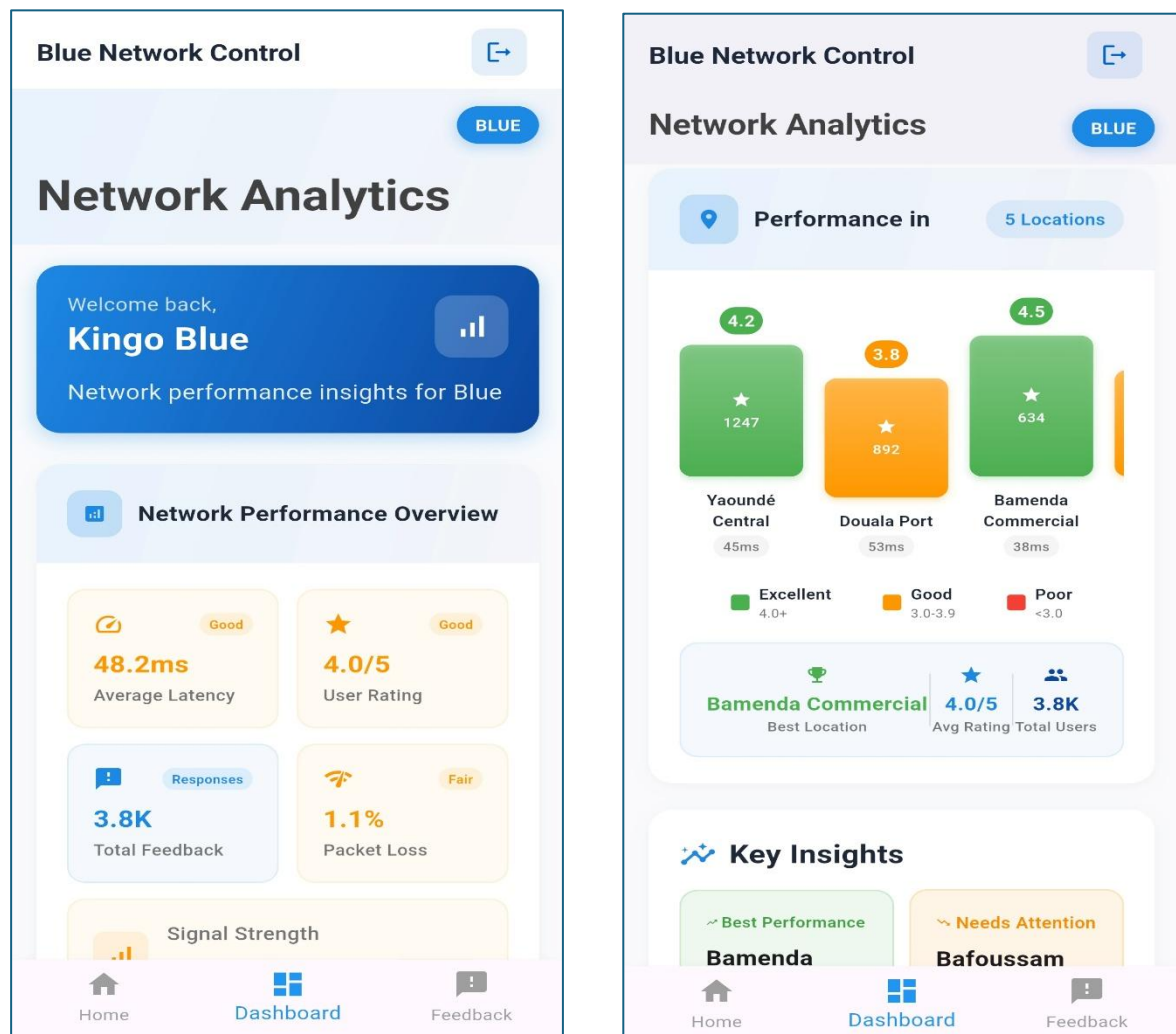 Blue Network Control
BLUE
Network Analytics
Welcome back,
Kingo Blue
Network performance insights for Blue
Network Performance Overview
Good
48.2ms
Average Latency
Good
4.0/5
User Rating
Responses
3.8K
Total Feedback
Fair
1.1%
Packet Loss
Signal Strength
Home
Dashboard
Feedback
Blue Network Control
Network Analytics
BLUE
Performance in
5 Locations
4.2
1247
Yaoundé
Central
45ms
3.8
892
Douala Port
53ms
4.5
634
Bamenda
Commercial
38ms
Excellent
4.0+
Good
3.0-3.9
Poor
<3.0
Bamenda Commercial
Best Location
4.0/5
Avg Rating
3.8K
Total Users
Key Insights
Best Performance
Bamenda
Needs Attention
Bafoussam
Home
Dashboard
Feedback